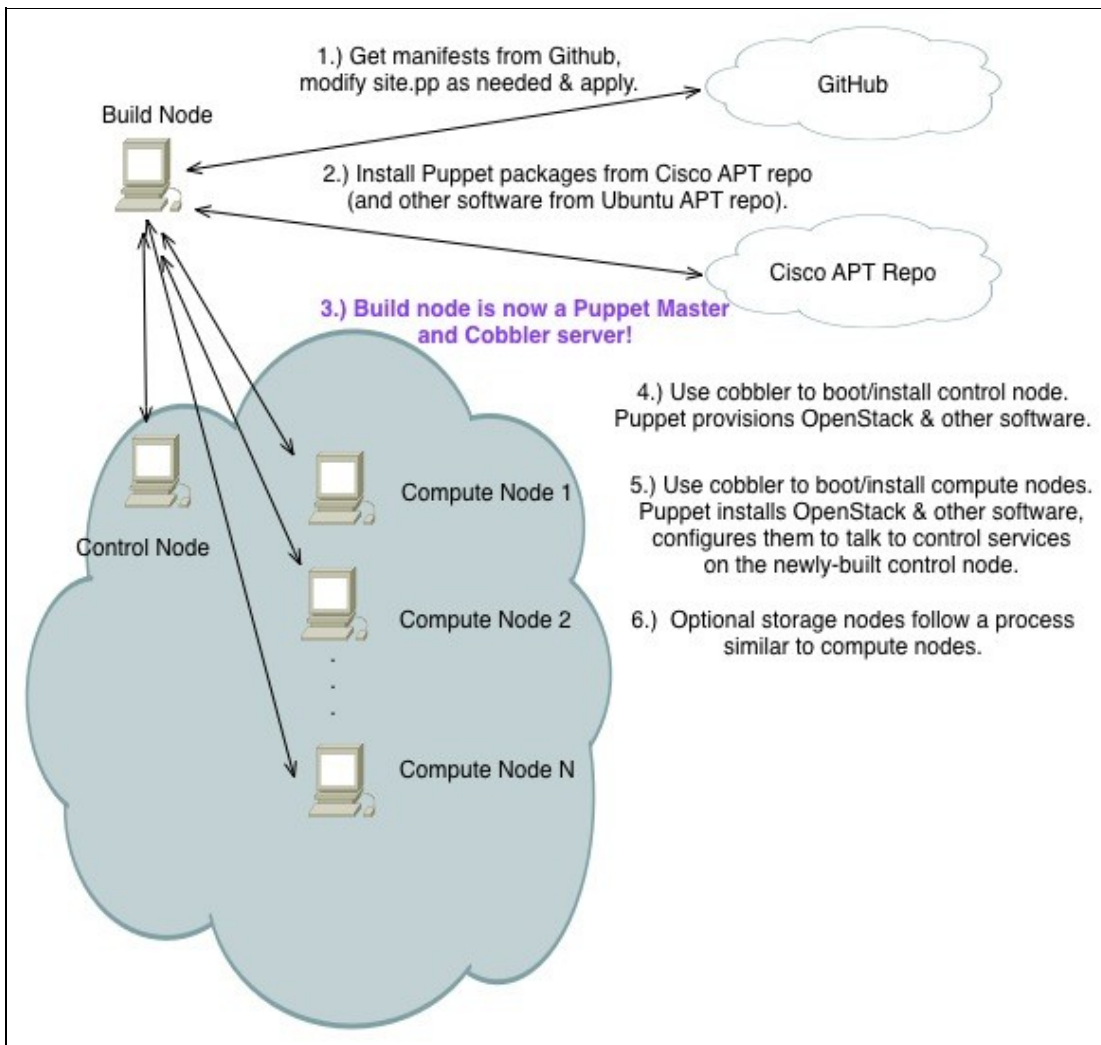 1.) Get manifests from Github,
modify site.pp as needed & apply.
GitHub
Build Node
2.) Install Puppet packages from Cisco APT repo
(and other software from Ubuntu APT repo).
Cisco APT Repo
3.) Build node is now a Puppet Master
and Cobbler server!
4.) Use cobbler to boot/install control node.
Puppet provisions OpenStack & other software.
Control Node
Compute Node 1
5.) Use cobbler to boot/install compute nodes.
Puppet installs OpenStack & other software,
configures them to talk to control services
on the newly-built control node.
Compute Node 2
6.) Optional storage nodes follow a process
similar to compute nodes.
Compute Node N